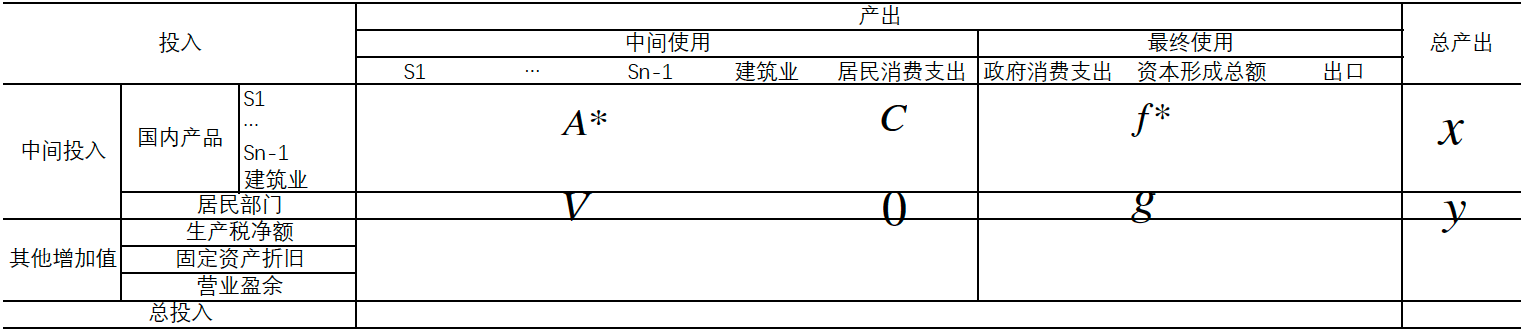 投入 产出 总产出
中间使用 最终使用
S1 … Sn-1 建筑业 居民消费支出 政府消费支出 资本形成总额 出口
中间投入 国内产品 S1
…
Sn-1
建筑业
A* C f* x
居民部门 V 0 g y
其他增加值 生产税净额
固定资产折旧
营业盈余
总投入